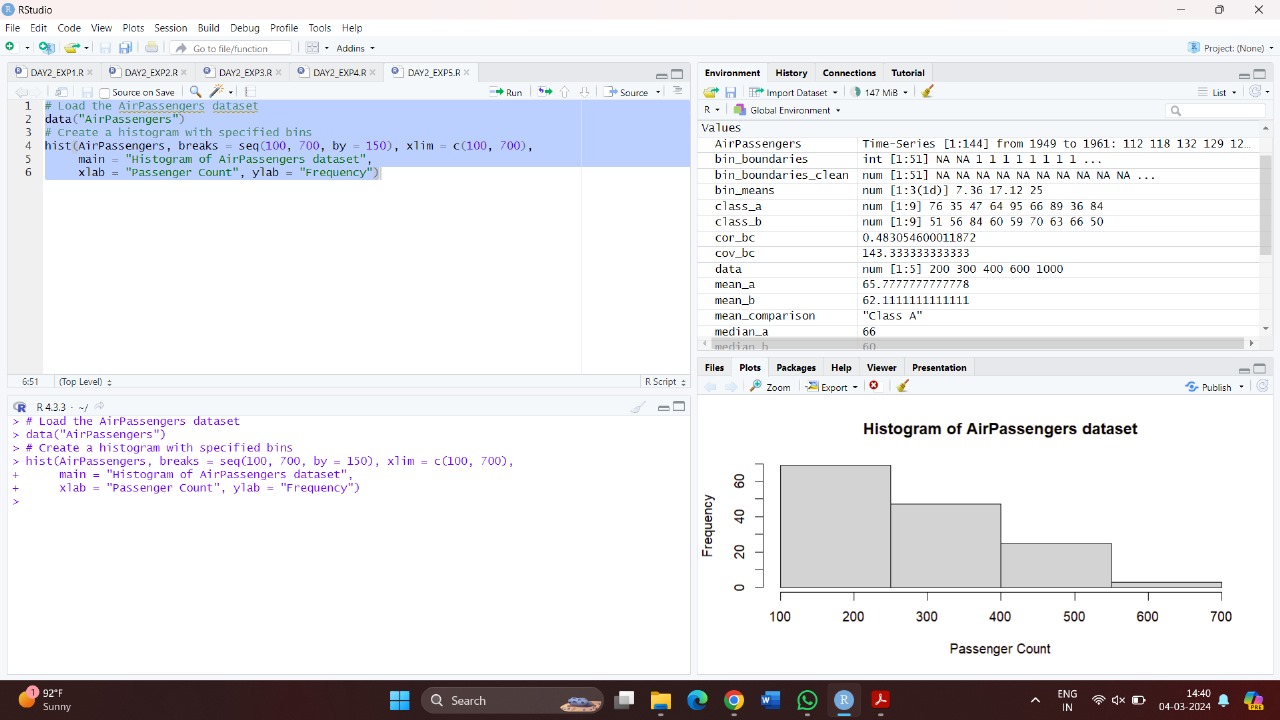 RStudio
File Edit Code View Plots Session Build Debug Profile Tools Help
Go to file/function Addins Project: (None)
DAY2_EXP1.R DAY2_EXP2.R DAY2_EXP3.R DAY2_EXP4.R DAY2_EXP5.R
Source on Save Run Source
1 # Load the AirPassengers dataset
2 data("AirPassengers")
3 # Create a histogram with specified bins
4 hist(AirPassengers, breaks = seq(100, 700, by = 150), xlim = c(100, 700),
5 main = "Histogram of AirPassengers dataset",
6 xlab = "Passenger Count", ylab = "Frequency")
6:51 (Top Level) R Script
R 4.3.3 · ~/
> # Load the AirPassengers dataset
> data("AirPassengers")
> # Create a histogram with specified bins
> hist(AirPassengers, breaks = seq(100, 700, by = 150), xlim = c(100, 700),
+ main = "Histogram of AirPassengers dataset",
+ xlab = "Passenger Count", ylab = "Frequency")
>
Environment History Connections Tutorial
Import Dataset 147 MiB List
R Global Environment
Values
AirPassengers Time-Series [1:144] from 1949 to 1961: 112 118 132 129 12...
bin_boundaries int [1:51] NA NA 1 1 1 1 1 1 1 1 ...
bin_boundaries_clean num [1:51] NA NA NA NA NA NA NA NA NA NA ...
bin_means num [1:3(1d)] 7.36 17.12 25
class_a num [1:9] 76 35 47 64 95 66 89 36 84
class_b num [1:9] 51 56 84 60 59 70 63 66 50
cor_bc 0.483054600011872
cov_bc 143.333333333333
data num [1:5] 200 300 400 600 1000
mean_a 65.7777777777778
mean_b 62.1111111111111
mean_comparison "Class A"
median_a 66
median_b 60
Files Plots Packages Help Viewer Presentation
Zoom Export Publish
Histogram of AirPassengers dataset
Frequency
60
40
20
0
100 200 300 400 500 600 700
Passenger Count
1
92°F
Sunny
Search
ENG
IN
14:40
04-03-2024
PRE